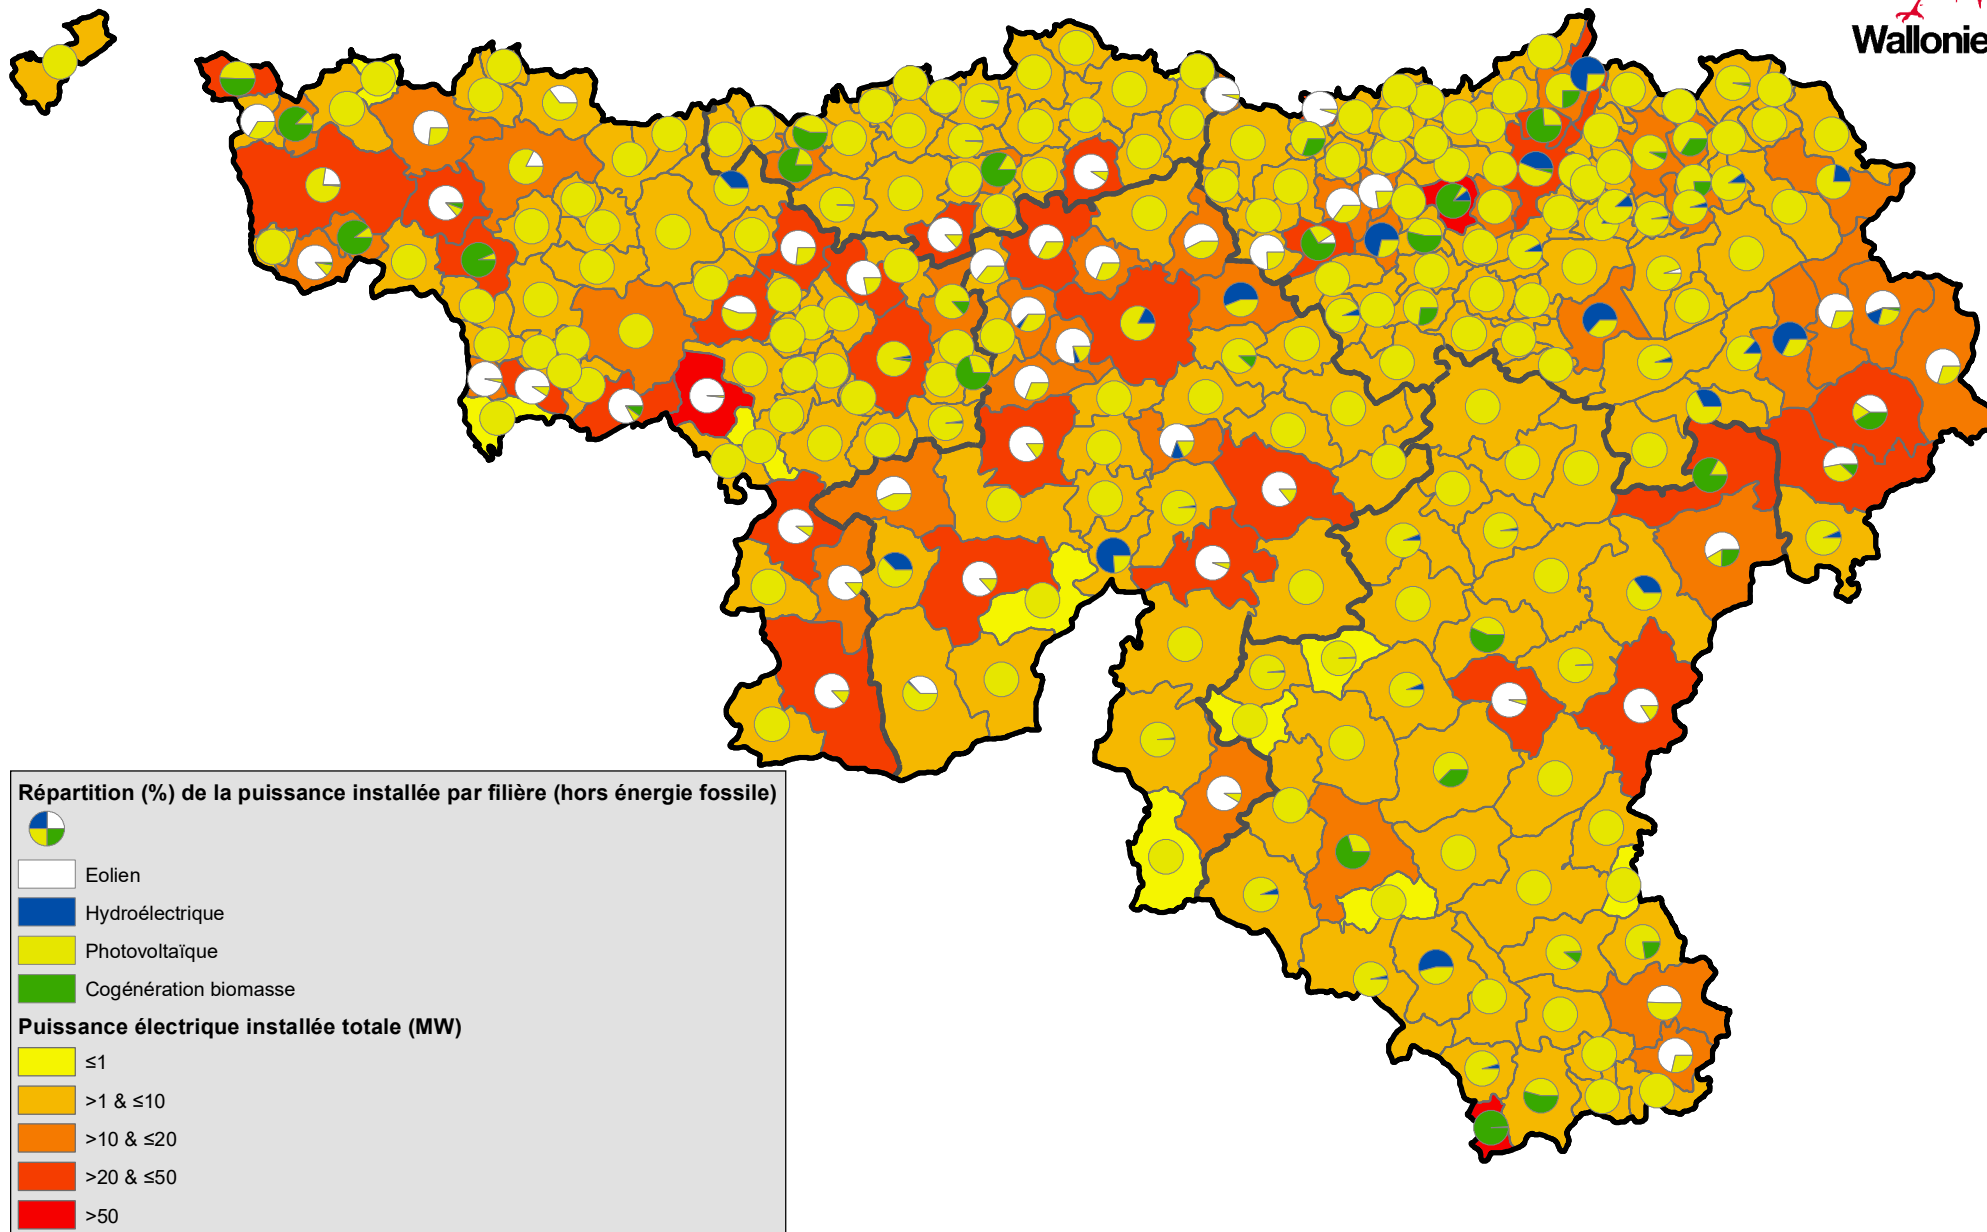 Wallonie
Répartition (%) de la puissance installée par filière (hors énergie fossile)
Eolien
Hydroélectrique
Photovoltaïque
Cogénération biomasse
Puissance électrique installée totale (MW)
≤1
>1 & ≤10
>10 & ≤20
>20 & ≤50
>50